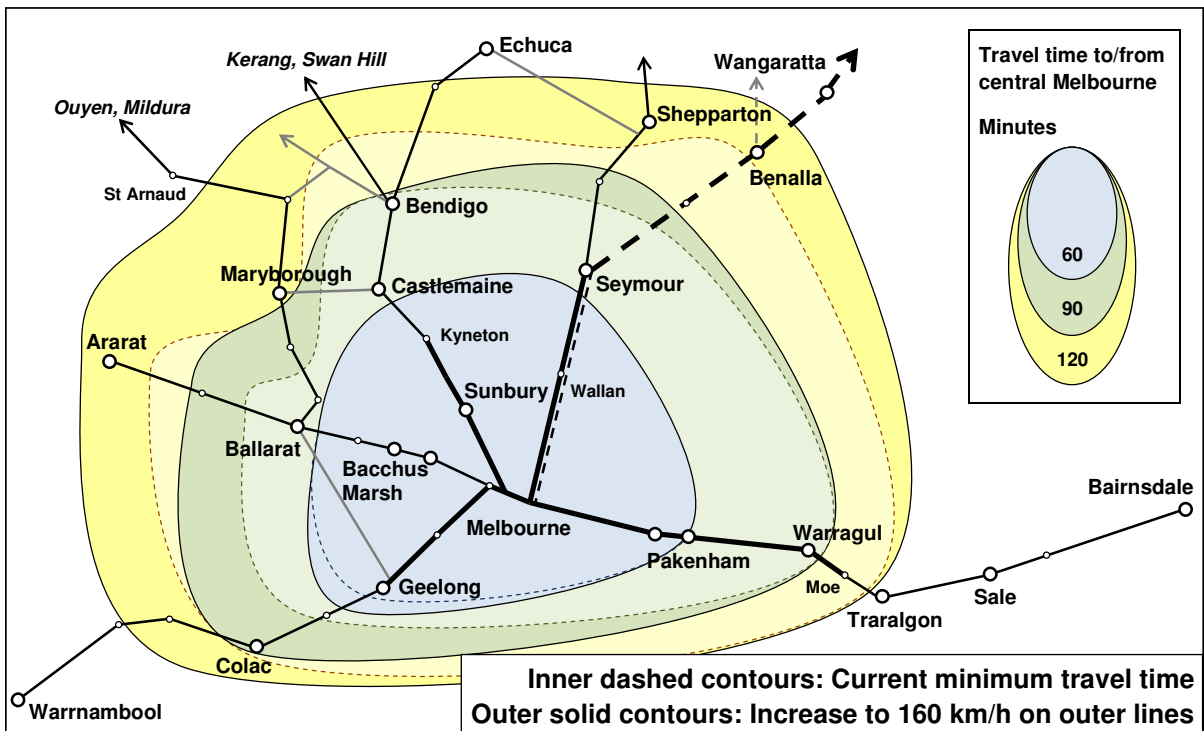 Echuca
Kerang, Swan Hill
Wangaratta
Ouyen, Mildura
Shepparton
St Arnaud
Benalla
Bendigo
Maryborough
Castlemaine
Seymour
Kyneton
Ararat
Sunbury
Wallan
Ballarat
Bacchus
Marsh
Melbourne
Bairnsdale
Warragul
Pakenham
Geelong
Moe
Sale
Traralgon
Colac
Warrnambool
Travel time to/from
central Melbourne
Minutes
60
90
120
Inner dashed contours: Current minimum travel time
Outer solid contours: Increase to 160 km/h on outer lines